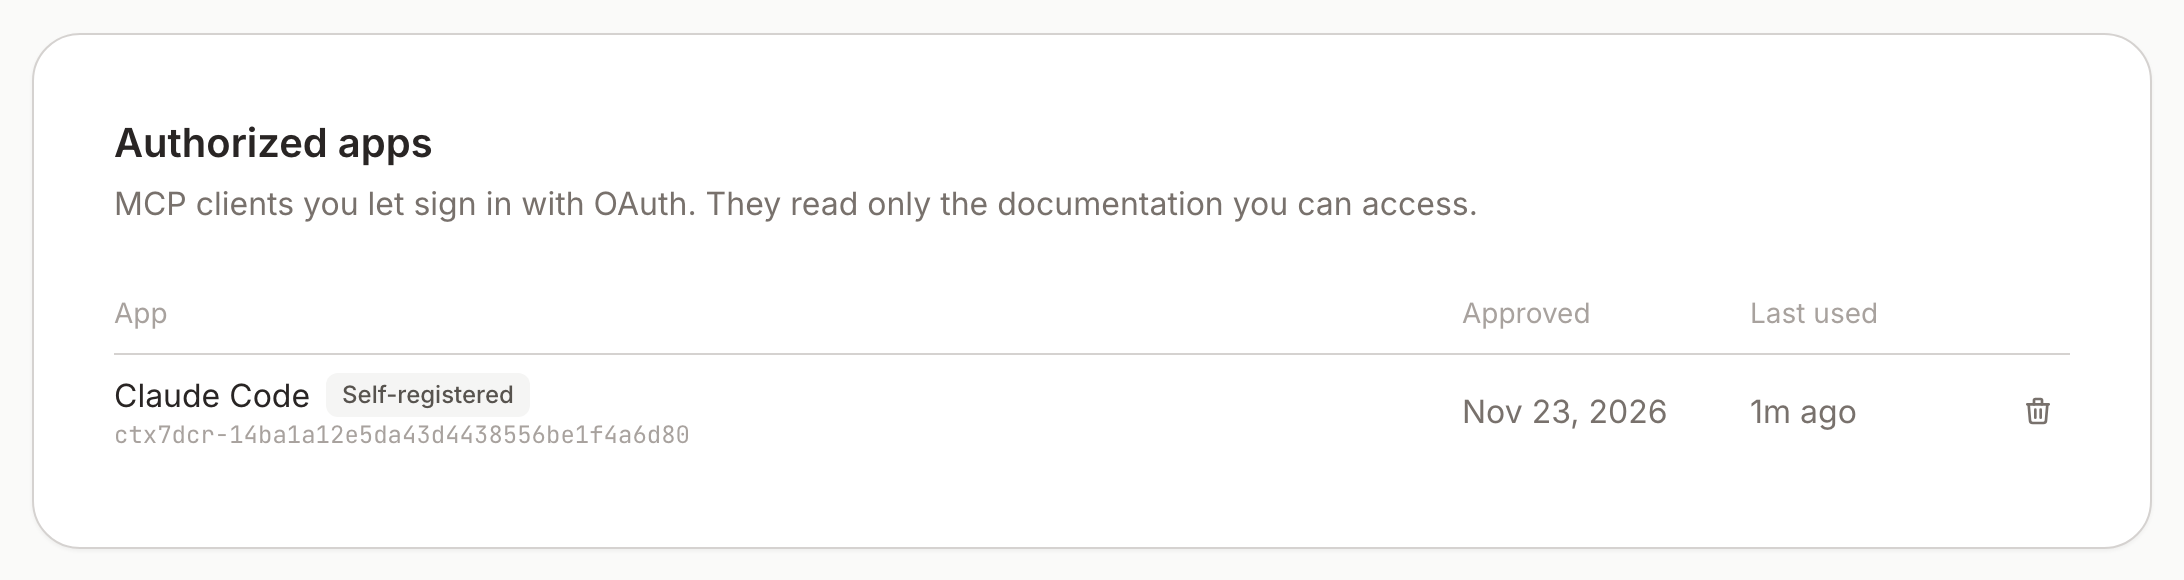 Authorized apps
MCP clients you let sign in with OAuth. They read only the documentation you can access.
App Approved Last used
Claude Code Self-registered
ctx7dcr-14ba1a12e5da43d4438556be1f4a6d80
Nov 23, 2026 1m ago